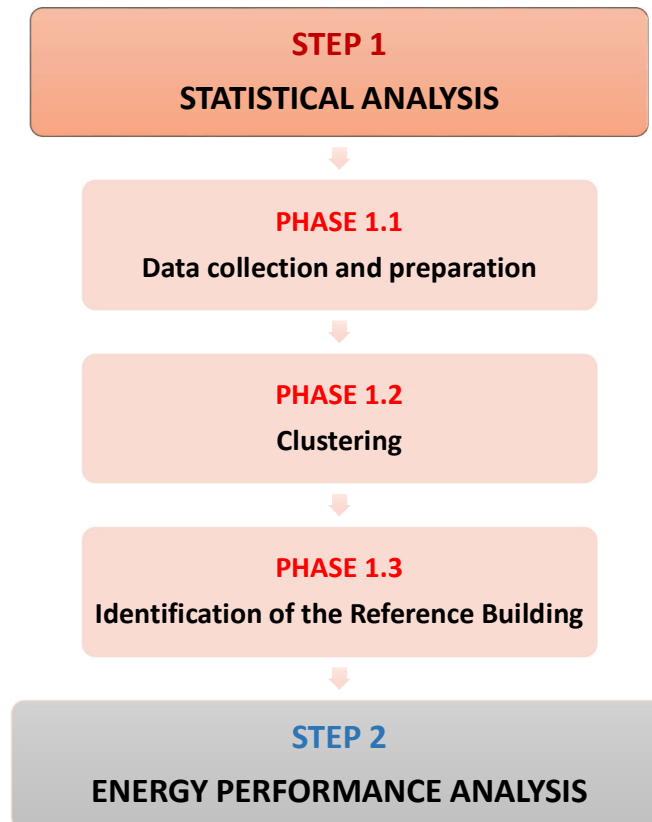 STEP 1
STATISTICAL ANALYSIS
PHASE 1.1
Data collection and preparation
PHASE 1.2
Clustering
PHASE 1.3
Identification of the Reference Building
STEP 2
ENERGY PERFORMANCE ANALYSIS